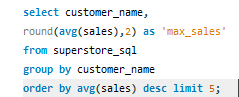 select customer_name,
round(avg(sales),2) as 'max_sales'
from superstore_sql
group by customer_name
order by avg(sales) desc limit 5;